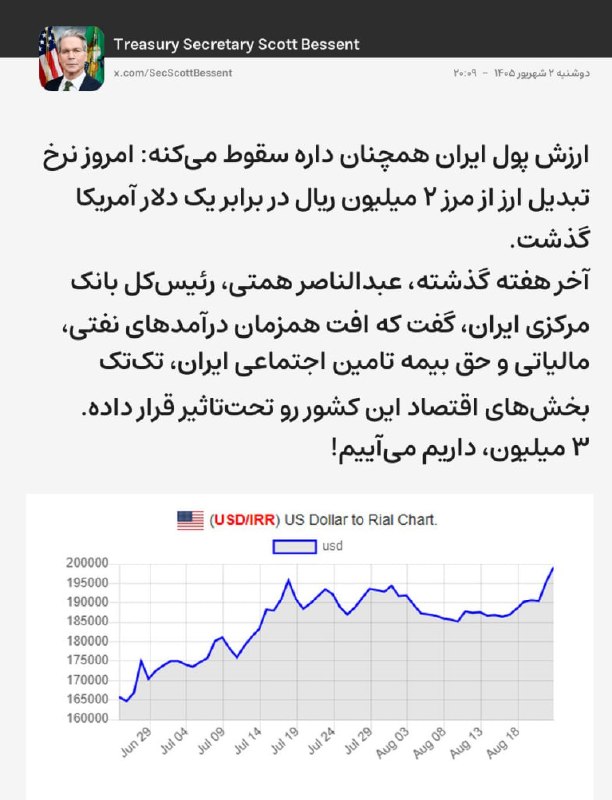 Treasury Secretary Scott Bessent
x.com/SecScottBessent
دوشنبه ۲ شهریور ۱۴۰۵ – ۲۰:۰۹
ارزش پول ایران همچنان داره سقوط می‌کنه: امروز نرخ
تبدیل ارز از مرز ۲ میلیون ریال در برابر یک دلار آمریکا
گذشت.
آخر هفته گذشته، عبدالناصر همتی، رئیس‌کل بانک
مرکزی ایران، گفت که افت همزمان درآمدهای نفتی،
مالیاتی و حق بیمه تامین اجتماعی ایران، تک‌تک
بخش‌های اقتصاد این کشور رو تحت‌تاثیر قرار داده.
۳ میلیون، داریم می‌آییم!
(USD/IRR) US Dollar to Rial Chart.
usd
200000
195000
190000
185000
180000
175000
170000
165000
160000
Jun 29
Jul 04
Jul 09
Jul 14
Jul 19
Jul 24
Jul 29
Aug 03
Aug 08
Aug 13
Aug 18